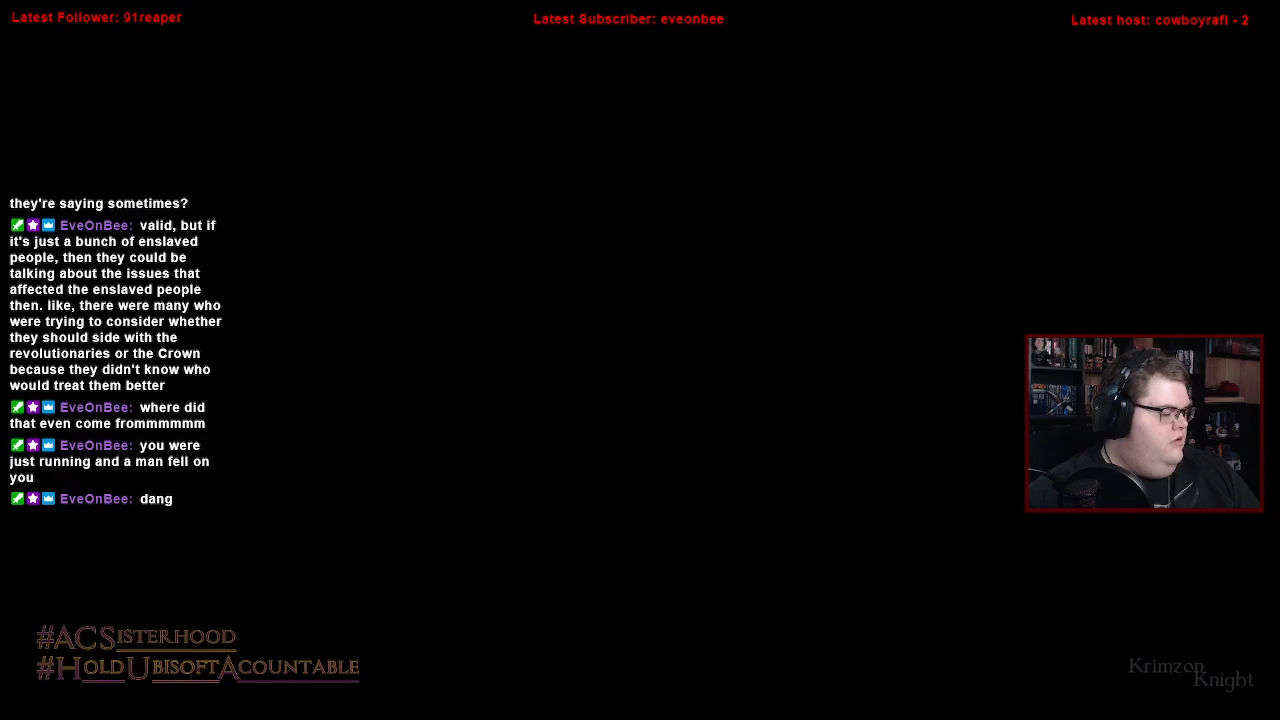 Latest Follower: 91reaper
Latest Subscriber: eveonbee
Latest host: cowboyrafl - 2
they're saying sometimes?
EveOnBee: valid, but if
it's just a bunch of enslaved
people, then they could be
talking about the issues that
affected the enslaved people
then. like, there were many who
were trying to consider whether
they should side with the
revolutionaries or the Crown
because they didn't know who
would treat them better
EveOnBee: where did
that even come frommmmmm
EveOnBee: you were
just running and a man fell on
you
EveOnBee: dang
#ACSisterhood
#HoldUbisoftAcountable
Krimzon
Knight